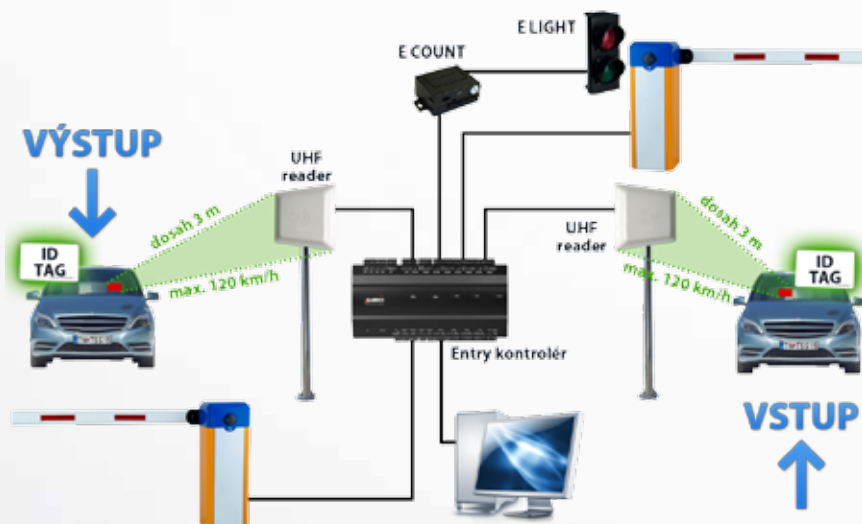 E LIGHT
E COUNT
VÝSTUP
UHF
reader
dosah 3 m
max. 120 km/h
ID
TAG
UHF
reader
dosah 3 m
max. 120 km/h
ID
TAG
Entry kontrolér
VSTUP